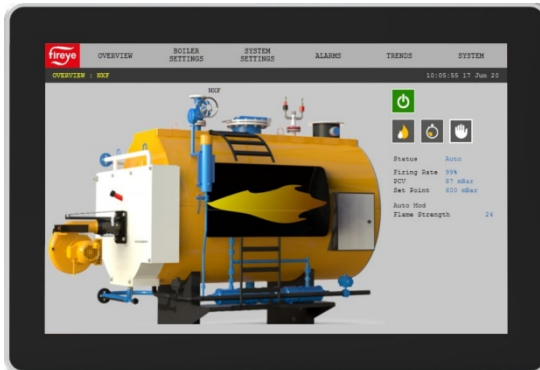 fireye
OVERVIEW
BOILER SETTINGS
SYSTEM SETTINGS
ALARMS
TRENDS
SYSTEM
OVERVIEW : NXF
10:05:55 17 Jun 20
NXF
Status Auto
Firing Rate 99%
PCV 87 mBar
Set Point 800 mBar
Auto Mod
Flame Strength 24